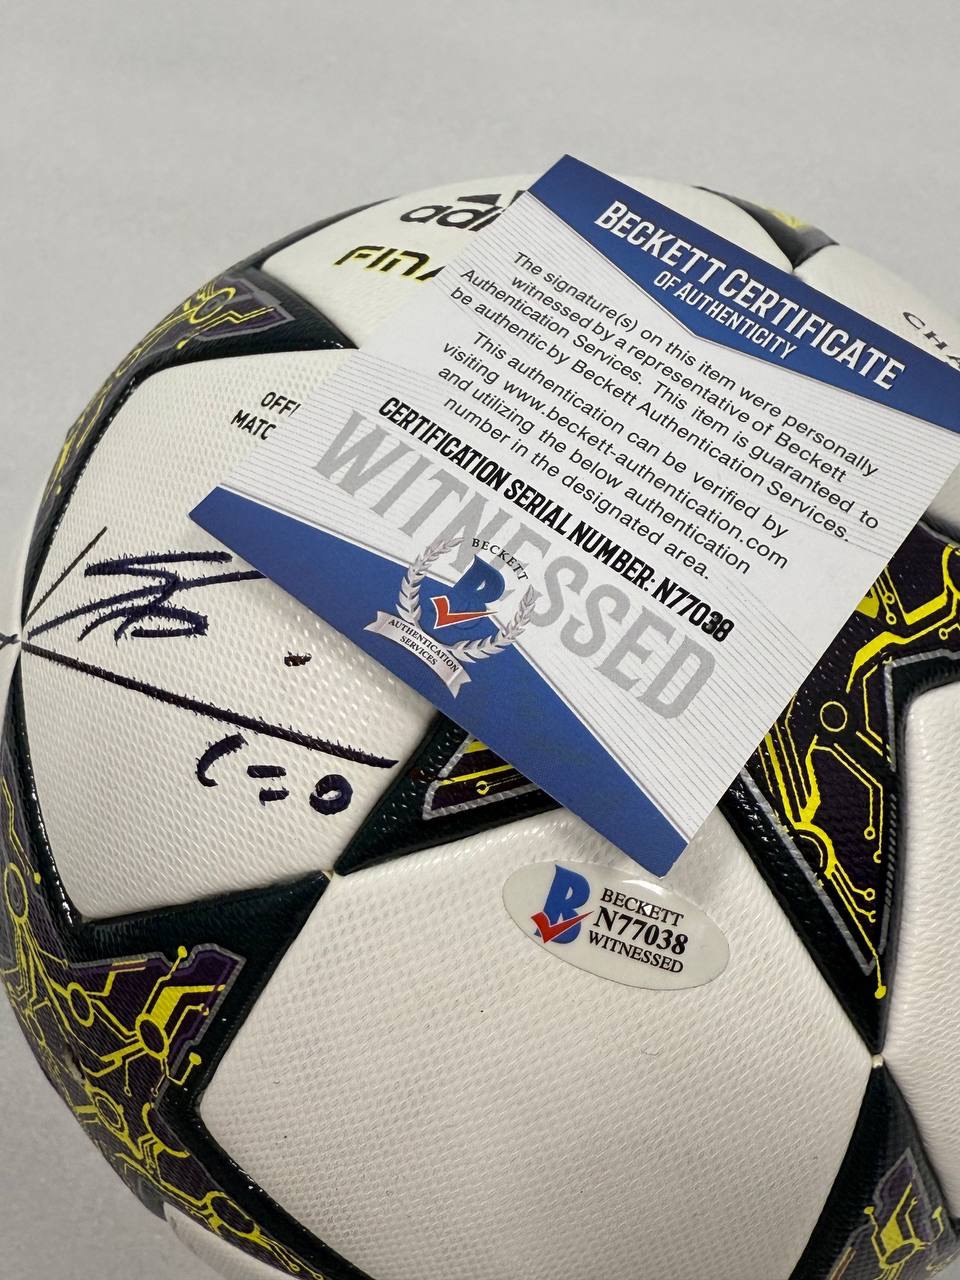 adi
FINA
OFFI
MATC
CHA
BECKETT CERTIFICATE
OF AUTHENTICITY
The signature(s) on this item were personally
witnessed by a representative of Beckett
Authentication Services. This item is guaranteed to
be authentic by Beckett Authentication Services.
This authentication can be verified by
visiting www.beckett-authentication.com
and utilizing the below authentication
number in the designated area.
CERTIFICATION SERIAL NUMBER: N77038
WITNESSED
BECKETT
B
AUTHENTICATION
SERVICES
B
BECKETT
N77038
WITNESSED